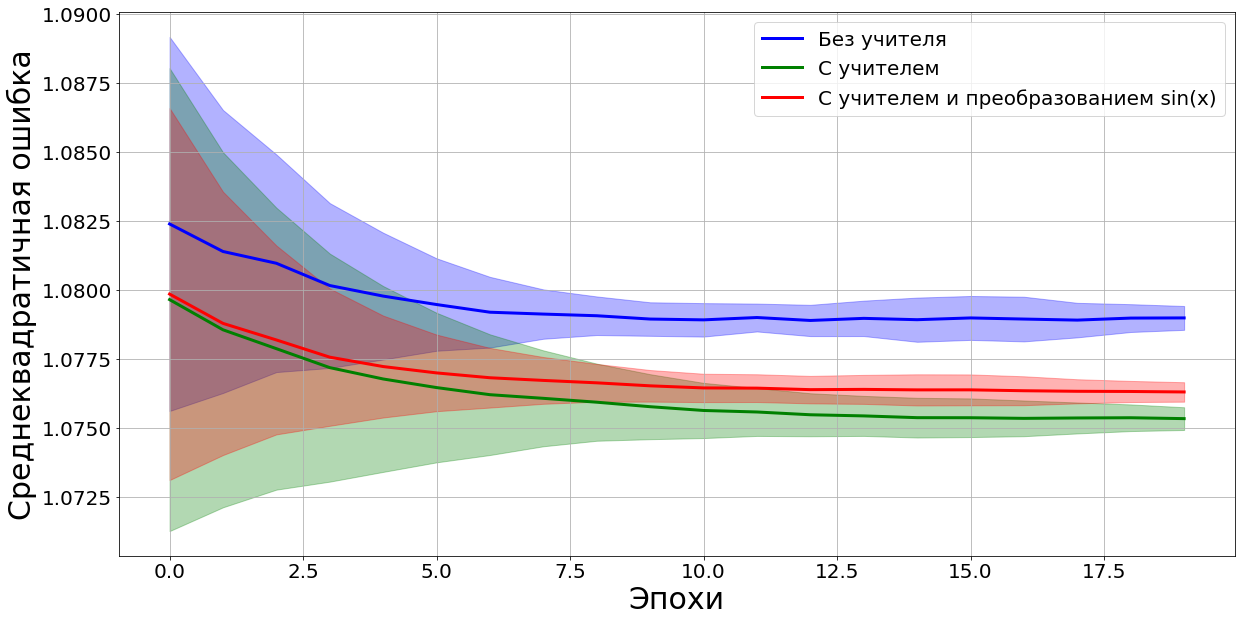 Среднеквадратичная ошибка
1.0900
1.0875
1.0850
1.0825
1.0800
1.0775
1.0750
1.0725
Без учителя
С учителем
С учителем и преобразованием sin(x)
0.0 2.5 5.0 7.5 10.0 12.5 15.0 17.5
Эпохи